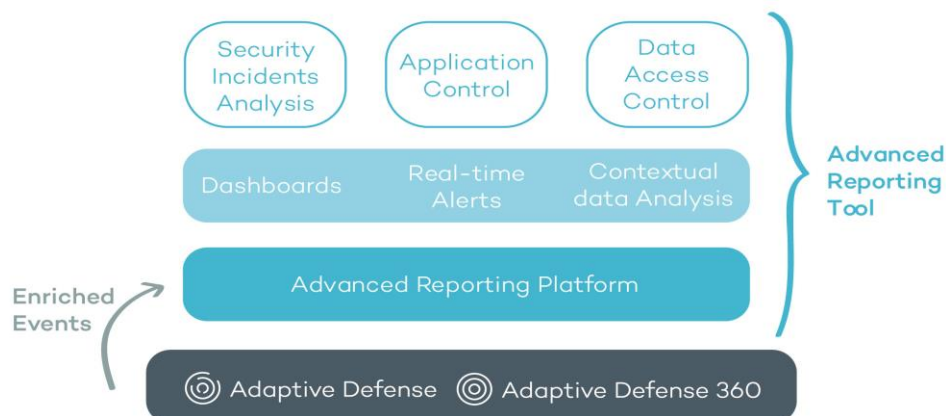 Security
Incidents
Analysis
Application
Control
Data
Access
Control
Dashboards
Real-time
Alerts
Contextual
data Analysis
Advanced
Reporting
Tool
Advanced Reporting Platform
Enriched
Events
Adaptive Defense
Adaptive Defense 360